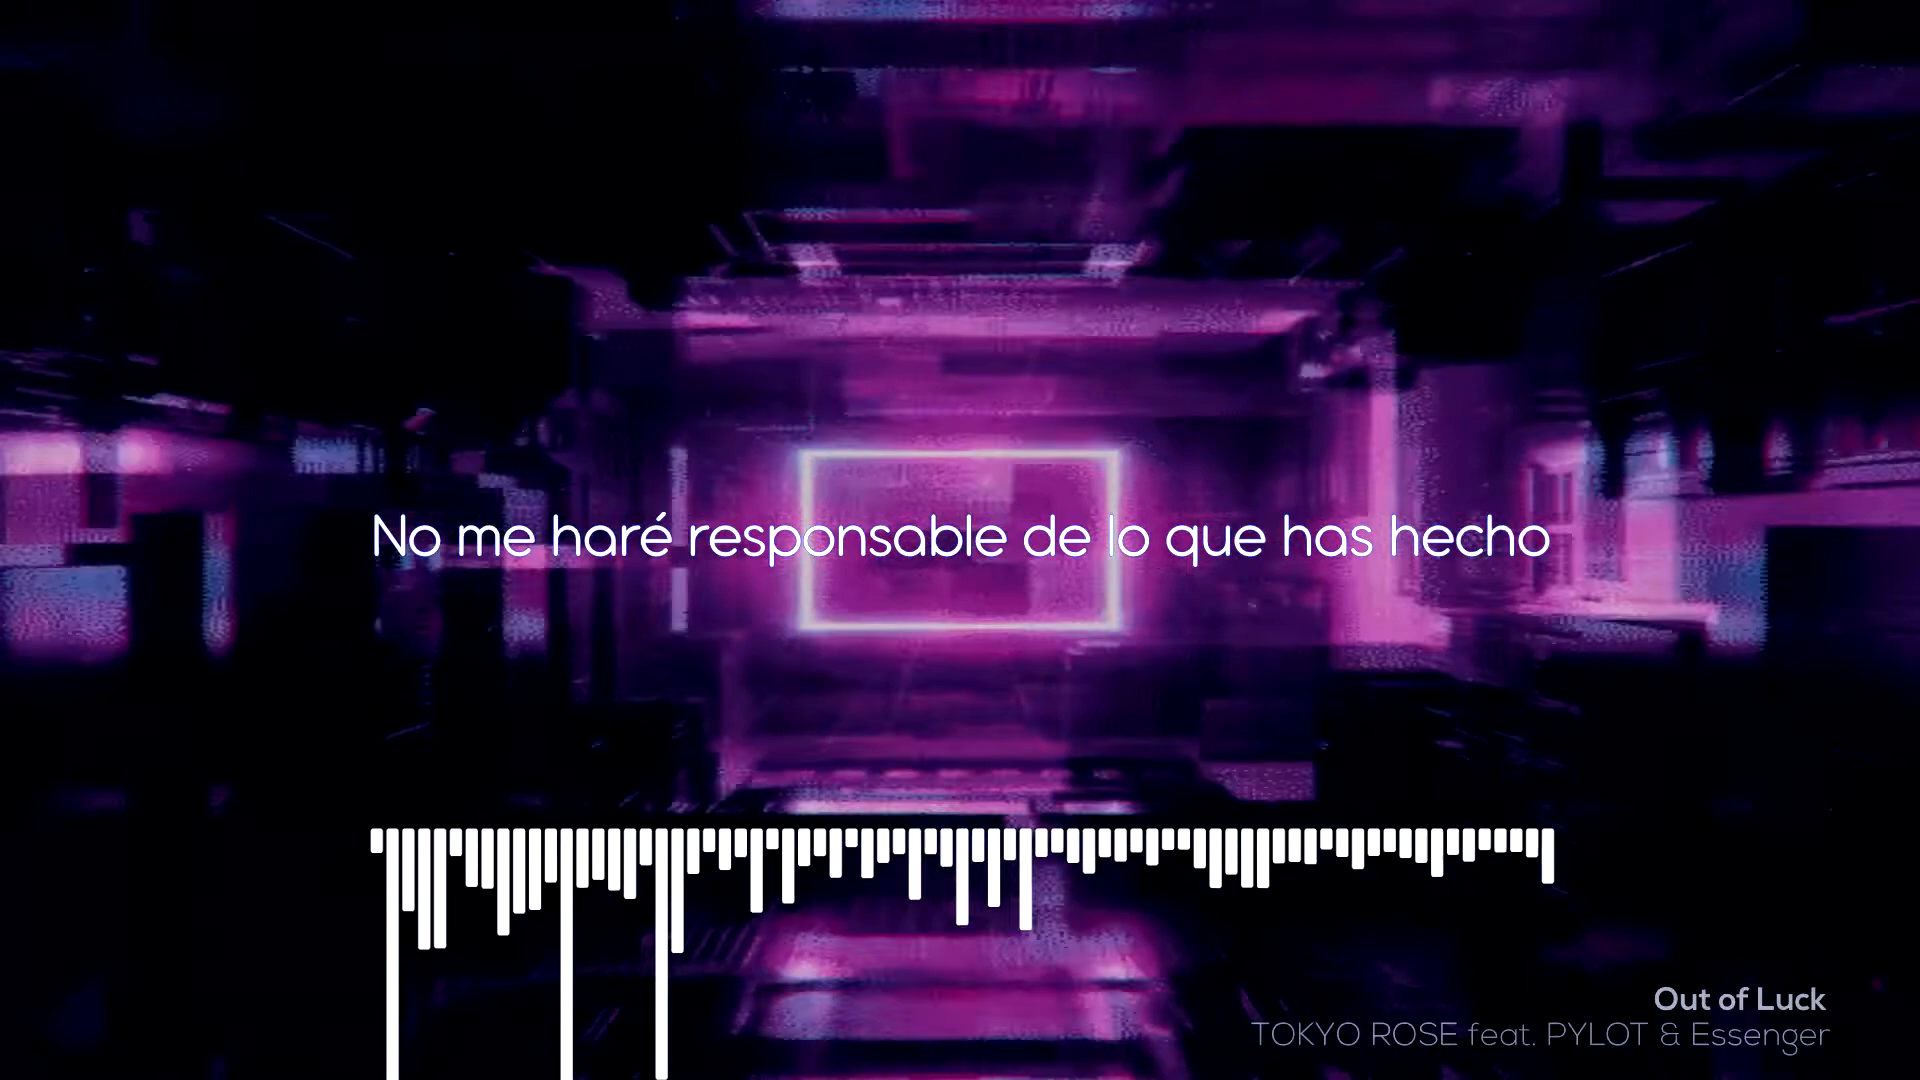 No me haré responsable de lo que has hecho
Out of Luck
TOKYO ROSE feat. PYLOT & Essenger